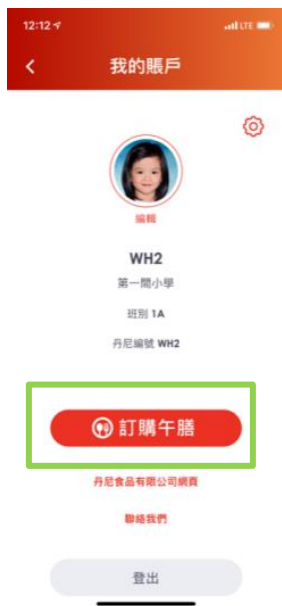 12:12
LTE
我的賬戶
編輯
WH2
第一間小學
班別 1A
丹尼編號 WH2
訂購午膳
丹尼食品有限公司網頁
聯絡我們
登出